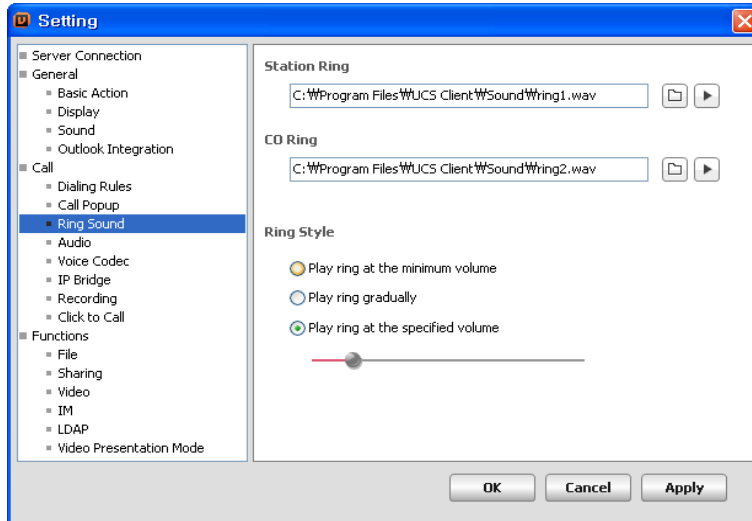 Setting
Server Connection
General
Basic Action
Display
Sound
Outlook Integration
Call
Dialing Rules
Call Popup
Ring Sound
Audio
Voice Codec
IP Bridge
Recording
Click to Call
Functions
File
Sharing
Video
IM
LDAP
Video Presentation Mode
Station Ring
C:₩Program Files₩UCS Client₩Sound₩ring1.wav
CO Ring
C:₩Program Files₩UCS Client₩Sound₩ring2.wav
Ring Style
Play ring at the minimum volume
Play ring gradually
Play ring at the specified volume
OK Cancel Apply